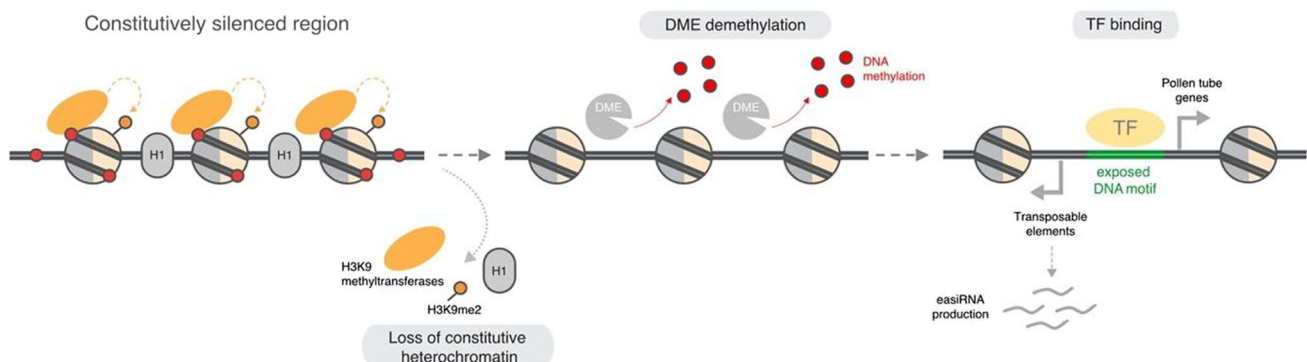 Constitutively silenced region
DME demethylation
TF binding
DNA
methylation
DME
DME
Pollen tube
genes
TF
H1
H1
exposed
DNA motif
Transposable
elements
H3K9
methyltransferases
H1
H3K9me2
easiRNA
production
Loss of constitutive
heterochromatin